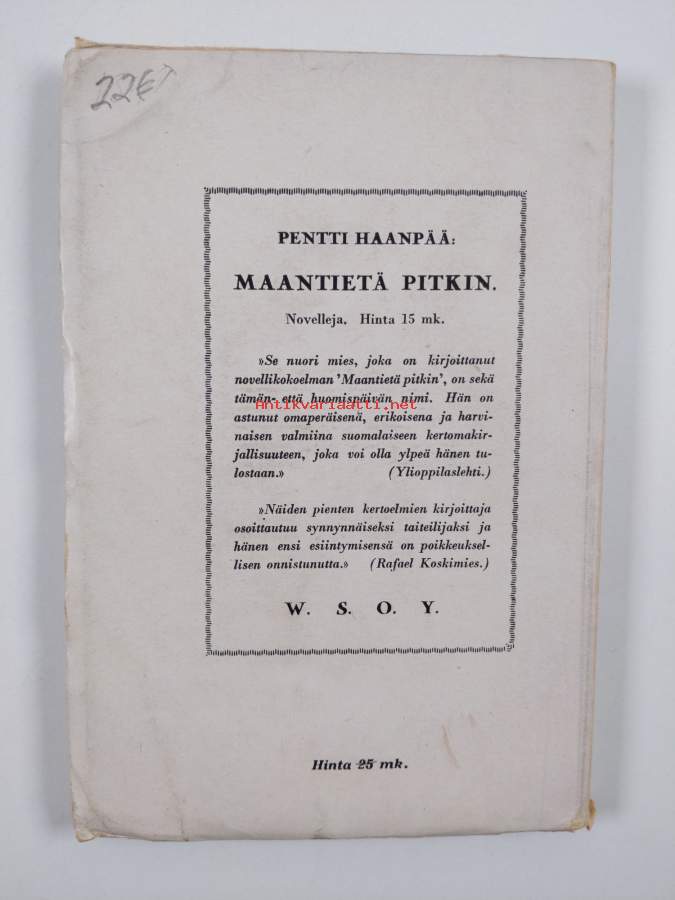 22€
PENTTI HAANPÄÄ:
MAANTIETÄ PITKIN.
Novelleja. Hinta 15 mk.
»Se nuori mies, joka on kirjoittanut
novellikokoelman 'Maantietä pitkin', on sekä
tämän- että huomispäivän nimi. Hän on
Antikvariaatti.net
astunut omaperäisenä, erikoisena ja harvi-
naisen valmiina suomalaiseen kertomakir-
jallisuuteen, joka voi olla ylpeä hänen tu-
lostaan.» (Ylioppilaslehti.)
»Näiden pienten kertoelmien kirjoittaja
osoittautuu synnynnäiseksi taiteilijaksi ja
hänen ensi esiintymisensä on poikkeuksel-
lisen onnistunutta.» (Rafael Koskimies.)
W. S. O. Y.
Hinta 25 mk.